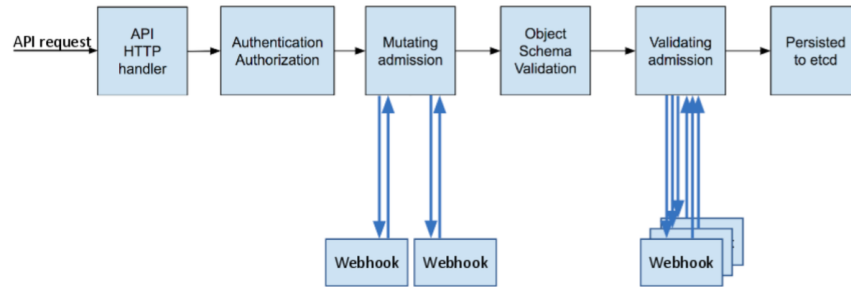 API request
API
HTTP
handler
Authentication
Authorization
Mutating
admission
Object
Schema
Validation
Validating
admission
Persisted
to etcd
Webhook
Webhook
Webhook